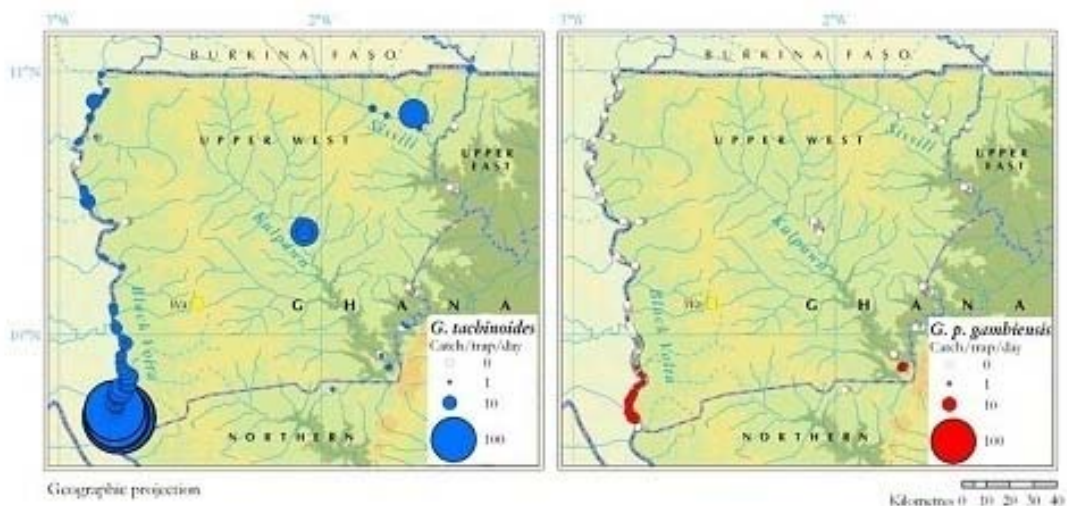 3°W 2°W 3°W 2°W
11°N
BURKINA FASO
UPPER WEST
Sissili
UPPER EAST
Kulpawn
Wa
GHANA
Black Volta
10°N
NORTHERN
G. tachinoides
Catch/trap/day
0
1
10
100
BURKINA FASO
UPPER WEST
Sissili
UPPER EAST
Kulpawn
Wa
GHANA
Black Volta
NORTHERN
G. p. gambiensis
Catch/trap/day
0
1
10
100
Geographic projection
Kilometres 0 10 20 30 40